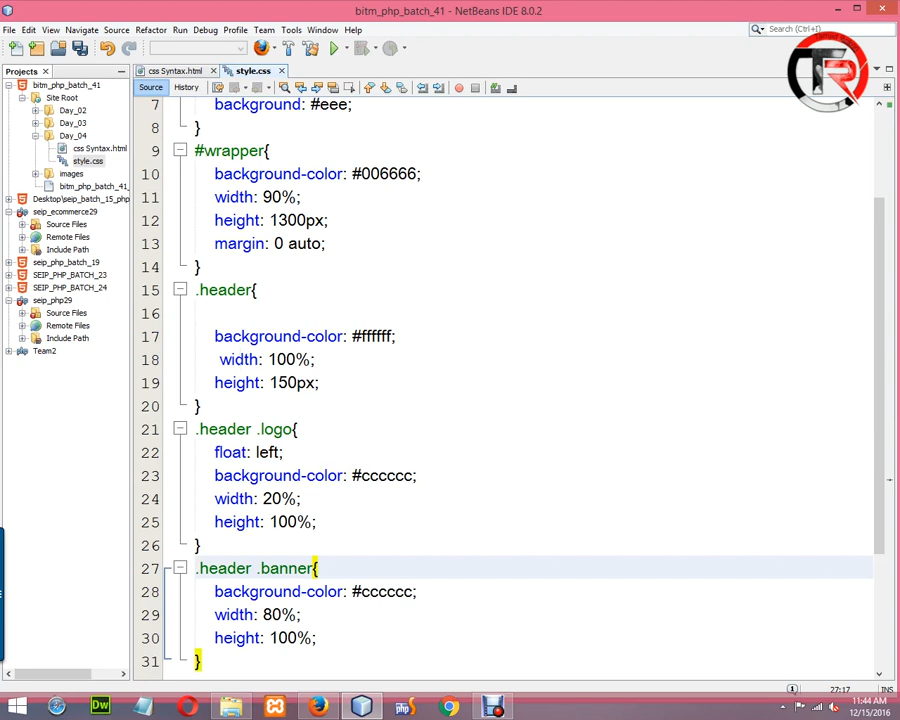 bitm_php_batch_41 - NetBeans IDE 8.0.2
File Edit View Navigate Source Refactor Run Debug Profile Team Tools Window Help
Search (Ctrl+I)
Projects
css Syntax.html
style.css
Source History
bitm_php_batch_41
Site Root
Day_02
Day_03
Day_04
css Syntax.html
style.css
images
bitm_php_batch_41_
Desktop\seip_batch_15_php
seip_ecommerce29
Source Files
Remote Files
Include Path
seip_php_batch_19
SEIP_PHP_BATCH_23
SEIP_PHP_BATCH_24
seip_php29
Source Files
Remote Files
Include Path
Team2
7 background: #eee;
8 }
9 #wrapper{
10 background-color: #006666;
11 width: 90%;
12 height: 1300px;
13 margin: 0 auto;
14 }
15 .header{
16
17 background-color: #ffffff;
18 width: 100%;
19 height: 150px;
20 }
21 .header .logo{
22 float: left;
23 background-color: #cccccc;
24 width: 20%;
25 height: 100%;
26 }
27 .header .banner{
28 background-color: #cccccc;
29 width: 80%;
30 height: 100%;
31 }
1 27:17 INS
Dw
php
11:44 AM
12/15/2016